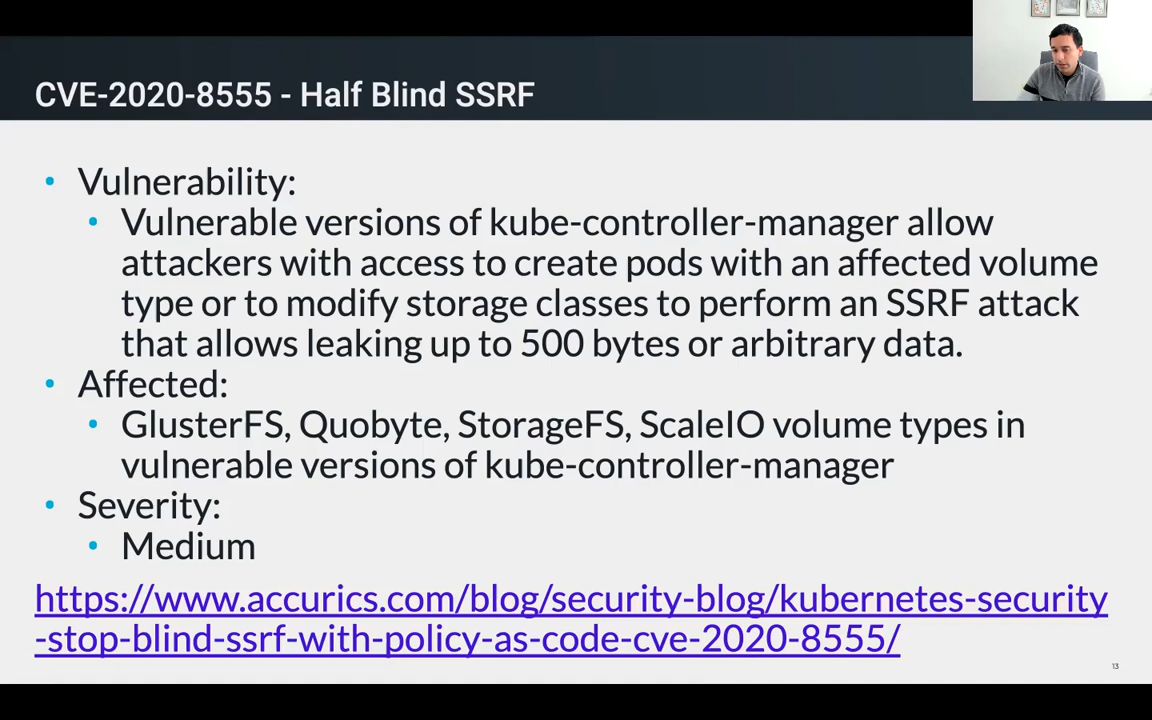 CVE-2020-8555 - Half Blind SSRF
• Vulnerability:
• Vulnerable versions of kube-controller-manager allow
attackers with access to create pods with an affected volume
type or to modify storage classes to perform an SSRF attack
that allows leaking up to 500 bytes or arbitrary data.
• Affected:
• GlusterFS, Quobyte, StorageFS, ScaleIO volume types in
vulnerable versions of kube-controller-manager
• Severity:
• Medium
https://www.accurics.com/blog/security-blog/kubernetes-security
-stop-blind-ssrf-with-policy-as-code-cve-2020-8555/
13